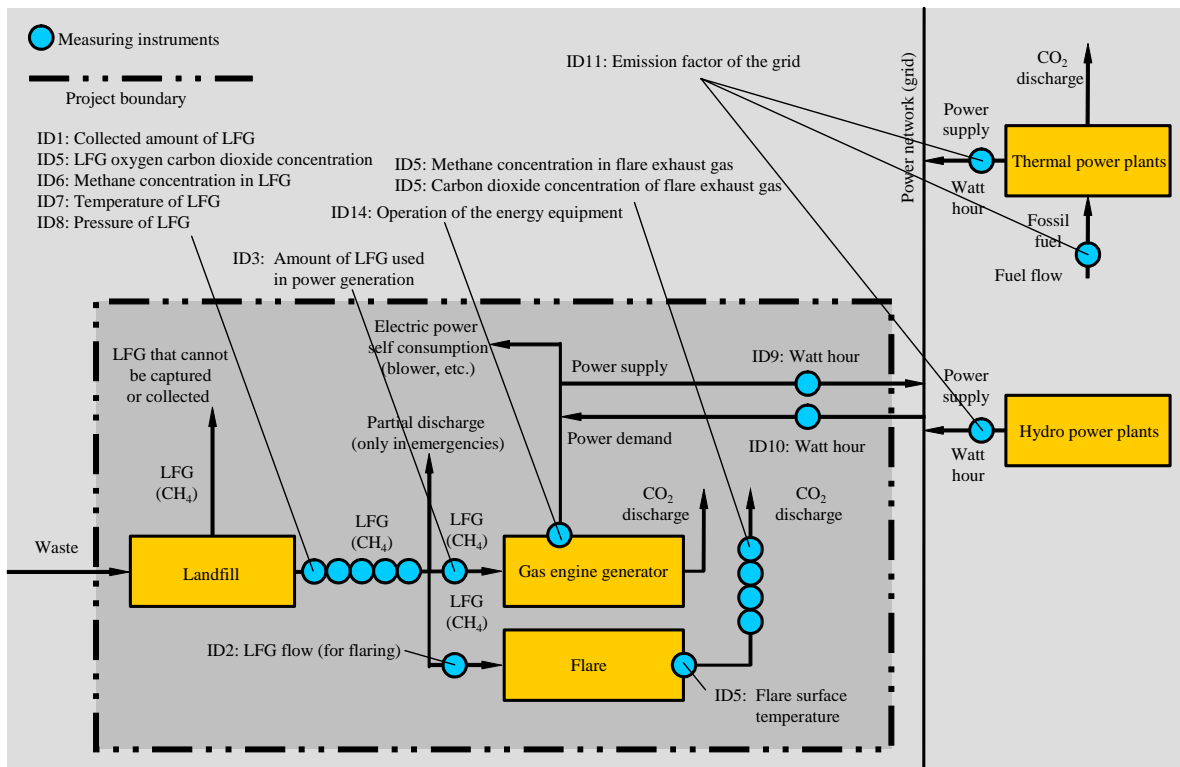 Measuring instruments
Project boundary
ID1: Collected amount of LFG
ID5: LFG oxygen carbon dioxide concentration
ID6: Methane concentration in LFG
ID7: Temperature of LFG
ID8: Pressure of LFG
ID11: Emission factor of the grid
ID5: Methane concentration in flare exhaust gas
ID5: Carbon dioxide concentration of flare exhaust gas
ID14: Operation of the energy equipment
ID3: Amount of LFG used
in power generation
Power network (grid)
CO2
discharge
Power
supply
Thermal power plants
Watt
hour
Fossil
fuel
Fuel flow
LFG that cannot
be captured
or collected
Electric power
self consumption
(blower, etc.)
Power supply
ID9: Watt hour
Partial discharge
(only in emergencies)
Power demand
ID10: Watt hour
Power
supply
Hydro power plants
Watt
hour
LFG
(CH4)
Waste
Landfill
LFG
(CH4)
LFG
(CH4)
Gas engine generator
CO2
discharge
CO2
discharge
LFG
(CH4)
ID2: LFG flow (for flaring)
Flare
ID5: Flare surface
temperature